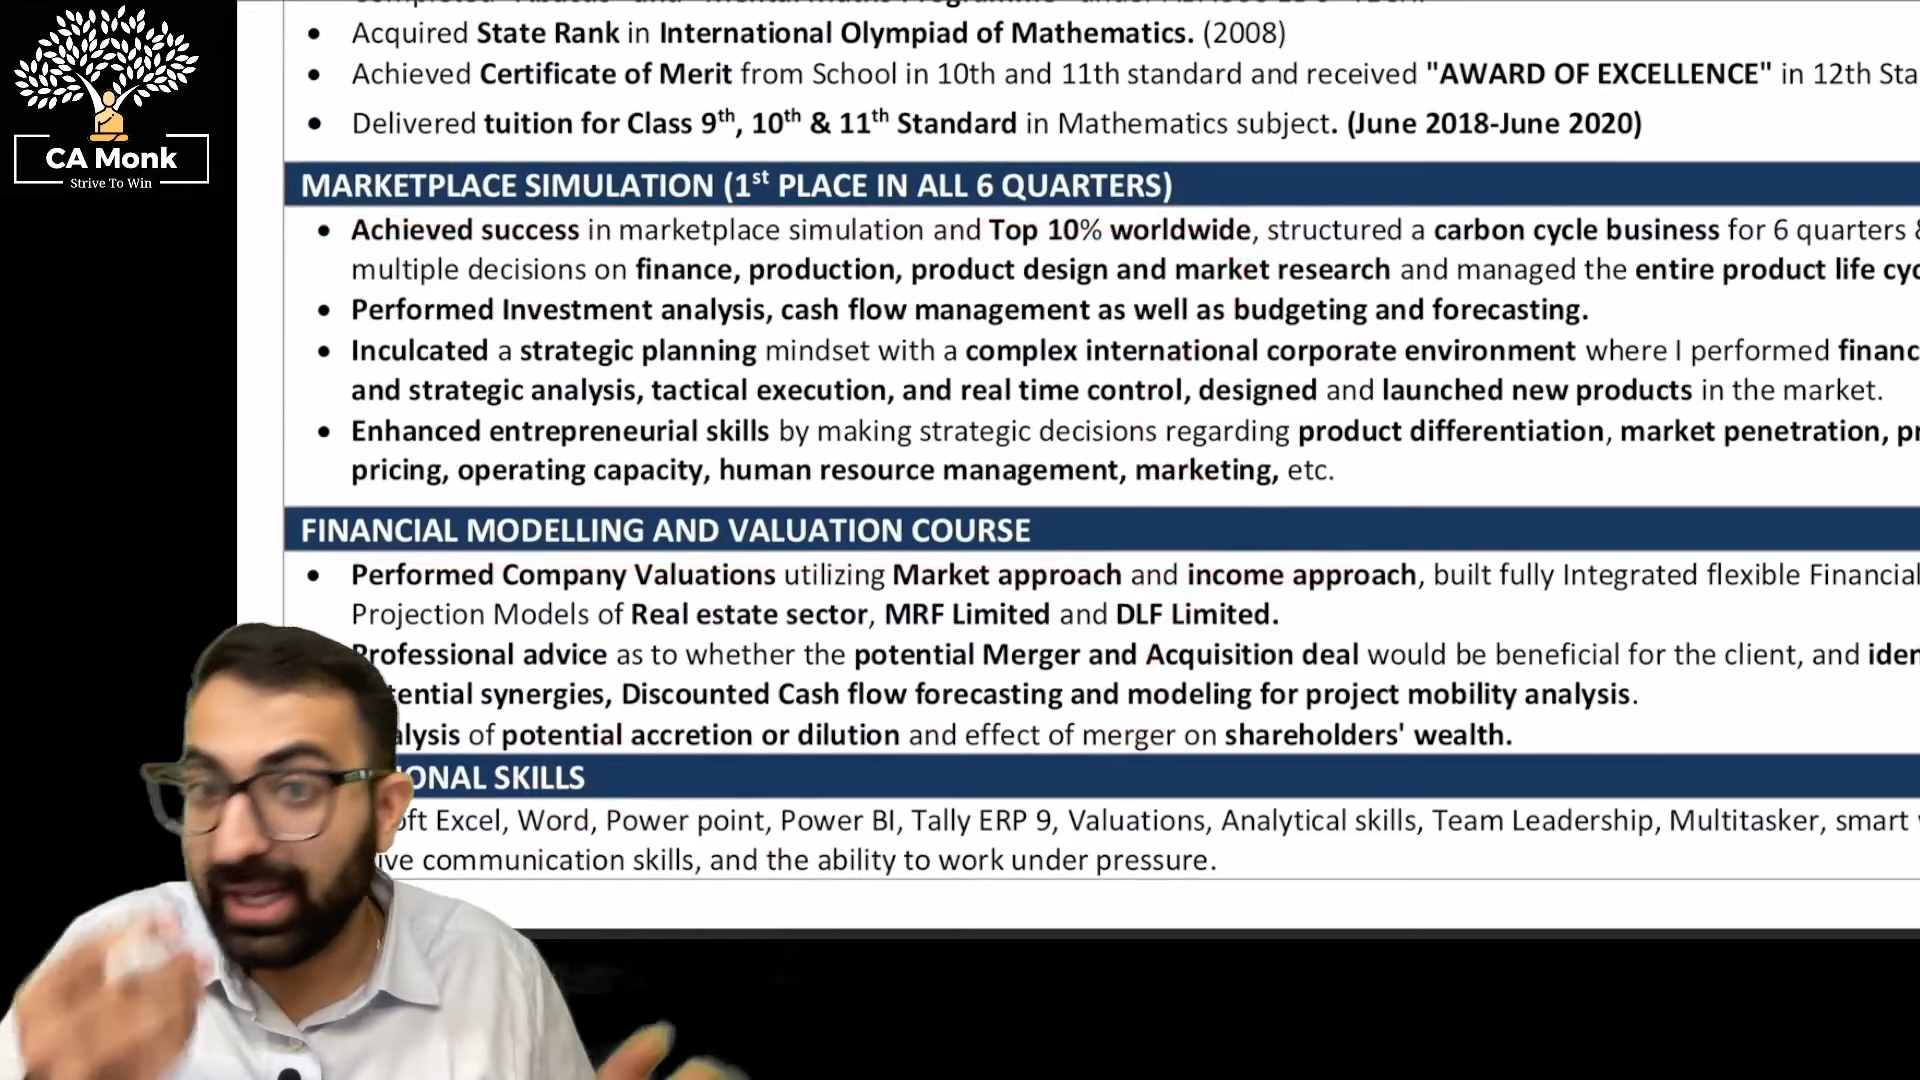 CA Monk
Strive To Win
Acquired State Rank in International Olympiad of Mathematics. (2008)
Achieved Certificate of Merit from School in 10th and 11th standard and received "AWARD OF EXCELLENCE" in 12th Sta
Delivered tuition for Class 9th, 10th & 11th Standard in Mathematics subject. (June 2018-June 2020)
MARKETPLACE SIMULATION (1st PLACE IN ALL 6 QUARTERS)
Achieved success in marketplace simulation and Top 10% worldwide, structured a carbon cycle business for 6 quarters &
multiple decisions on finance, production, product design and market research and managed the entire product life cyc
Performed Investment analysis, cash flow management as well as budgeting and forecasting.
Inculcated a strategic planning mindset with a complex international corporate environment where I performed financ
and strategic analysis, tactical execution, and real time control, designed and launched new products in the market.
Enhanced entrepreneurial skills by making strategic decisions regarding product differentiation, market penetration, pr
pricing, operating capacity, human resource management, marketing, etc.
FINANCIAL MODELLING AND VALUATION COURSE
Performed Company Valuations utilizing Market approach and income approach, built fully Integrated flexible Financial
Projection Models of Real estate sector, MRF Limited and DLF Limited.
Professional advice as to whether the potential Merger and Acquisition deal would be beneficial for the client, and iden
tential synergies, Discounted Cash flow forecasting and modeling for project mobility analysis.
alysis of potential accretion or dilution and effect of merger on shareholders' wealth.
ONAL SKILLS
oft Excel, Word, Power point, Power BI, Tally ERP 9, Valuations, Analytical skills, Team Leadership, Multitasker, smart
ive communication skills, and the ability to work under pressure.